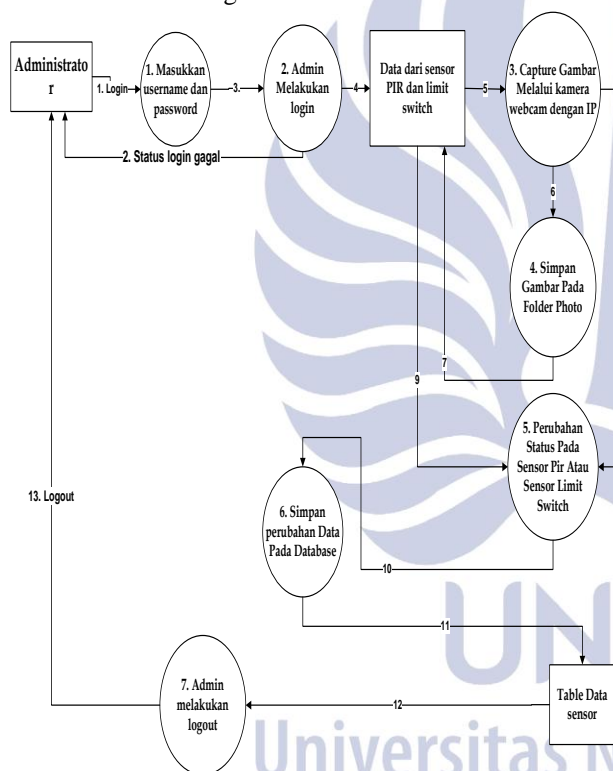 Administrato
r
1. Login
1. Masukkan
username dan
password
3.
2. Admin
Melakukan
login
4
Data dari sensor
PIR dan limit
switch
5
3. Capture Gambar
Melalui kamera
webcam dengan IP
2. Status login gagal
6
4. Simpan
Gambar Pada
Folder Photo
7
9
5. Perubahan
Status Pada
Sensor Pir Atau
Sensor Limit
Switch
13. Logout
6. Simpan
perubahan Data
Pada Database
10
11
UN
7. Admin
melakukan
logout
12
Table Data
sensor
Universitas N